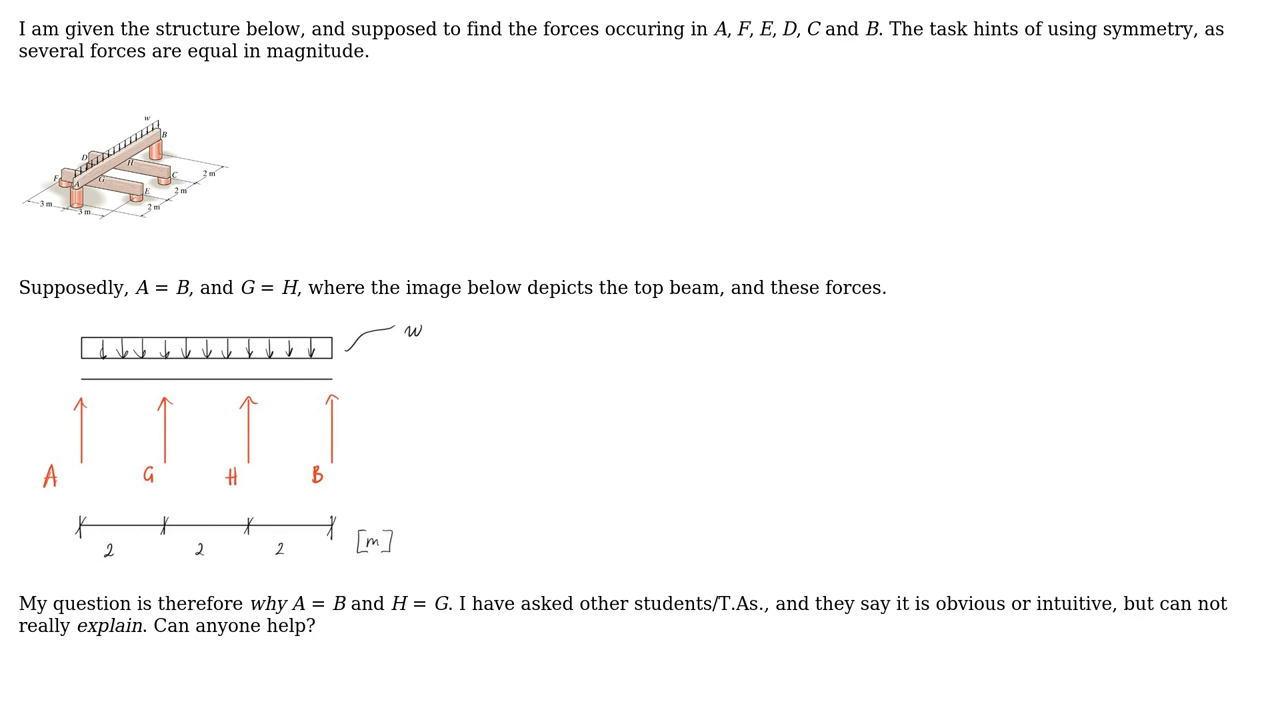 I am given the structure below, and supposed to find the forces occuring in A, F, E, D, C and B. The task hints of using symmetry, as
several forces are equal in magnitude.
w
B
D
H
F
A
G
C
E
2 m
2 m
2 m
3 m
3 m
Supposedly, A = B, and G = H, where the image below depicts the top beam, and these forces.
w
A G H B
2 2 2 [m]
My question is therefore why A = B and H = G. I have asked other students/T.As., and they say it is obvious or intuitive, but can not
really explain. Can anyone help?